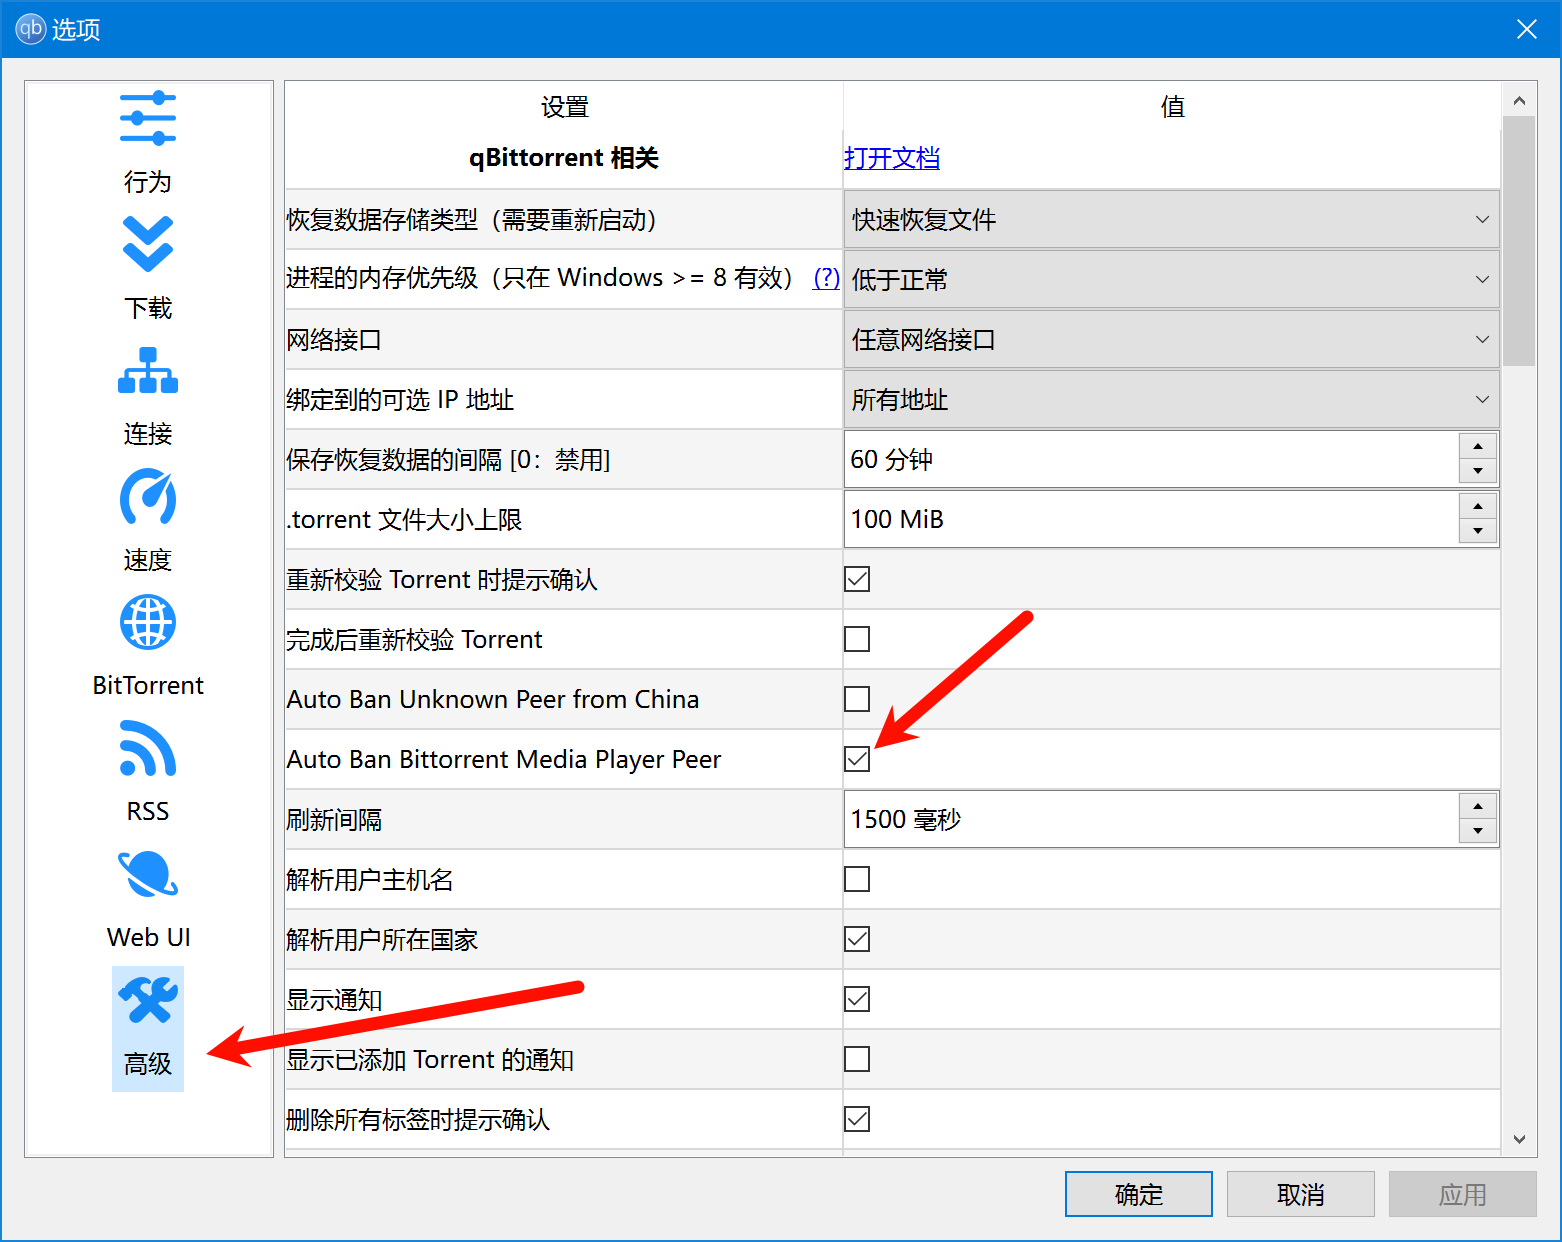 qb 选项
行为
下载
连接
速度
BitTorrent
RSS
Web UI
高级
设置 值
qBittorrent 相关 打开文档
恢复数据存储类型（需要重新启动） 快速恢复文件
进程的内存优先级（只在 Windows >= 8 有效） (?) 低于正常
网络接口 任意网络接口
绑定到的可选 IP 地址 所有地址
保存恢复数据的间隔 [0：禁用] 60 分钟
.torrent 文件大小上限 100 MiB
重新校验 Torrent 时提示确认
完成后重新校验 Torrent
Auto Ban Unknown Peer from China
Auto Ban Bittorrent Media Player Peer
刷新间隔 1500 毫秒
解析用户主机名
解析用户所在国家
显示通知
显示已添加 Torrent 的通知
删除所有标签时提示确认
确定 取消 应用